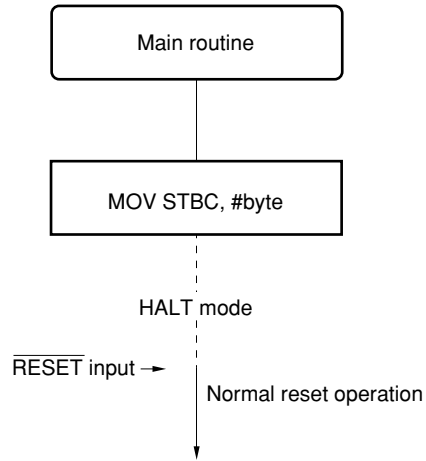 Main routine
MOV STBC, #byte
HALT mode
RESET input
Normal reset operation